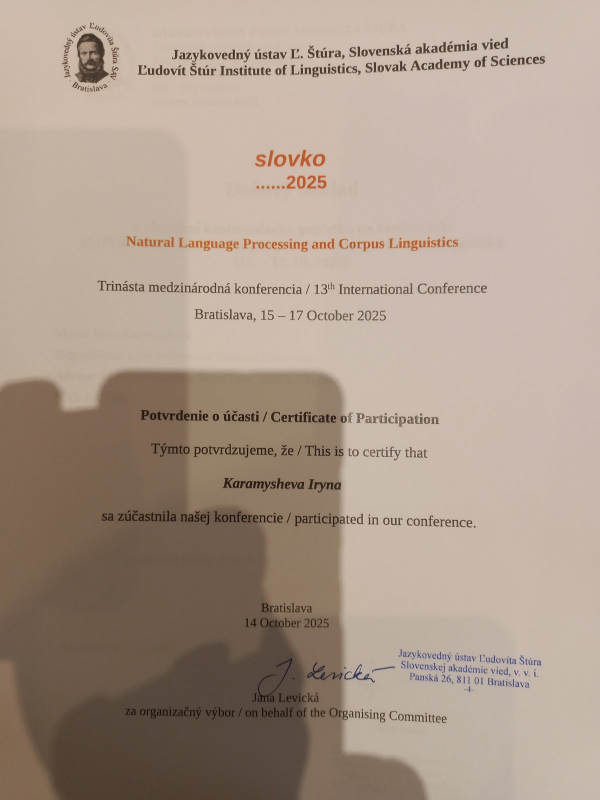 Jazykovedný ústav Ľudovíta Štúra SAV
Bratislava
Jazykovedný ústav Ľ. Štúra, Slovenská akadémia vied
Ľudovít Štúr Institute of Linguistics, Slovak Academy of Sciences
slovko
......2025
Natural Language Processing and Corpus Linguistics
Trinásta medzinárodná konferencia / 13th International Conference
Bratislava, 15 – 17 October 2025
Potvrdenie o účasti / Certificate of Participation
Týmto potvrdzujeme, že / This is to certify that
Karamysheva Iryna
sa zúčastnila našej konferencie / participated in our conference.
Bratislava
14 October 2025
J. Levická
Jana Levická
za organizačný výbor / on behalf of the Organising Committee
Jazykovedný ústav Ľudovíta Štúra
Slovenskej akadémie vied, v. v. i.
Panská 26, 811 01 Bratislava
-4-